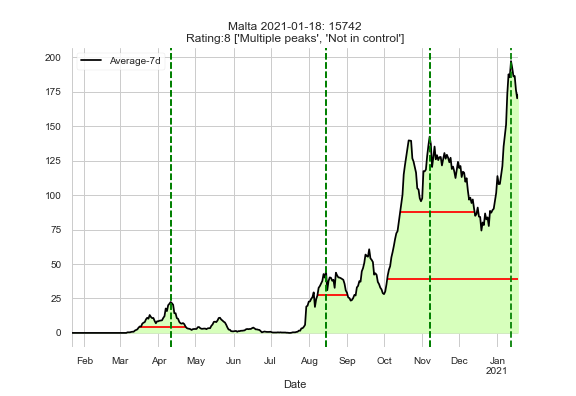 Malta 2021-01-18: 15742
Rating:8 ['Multiple peaks', 'Not in control']
Average-7d
200
175
150
125
100
75
50
25
0
Feb Mar Apr May Jun Jul Aug Sep Oct Nov Dec Jan
2021
Date